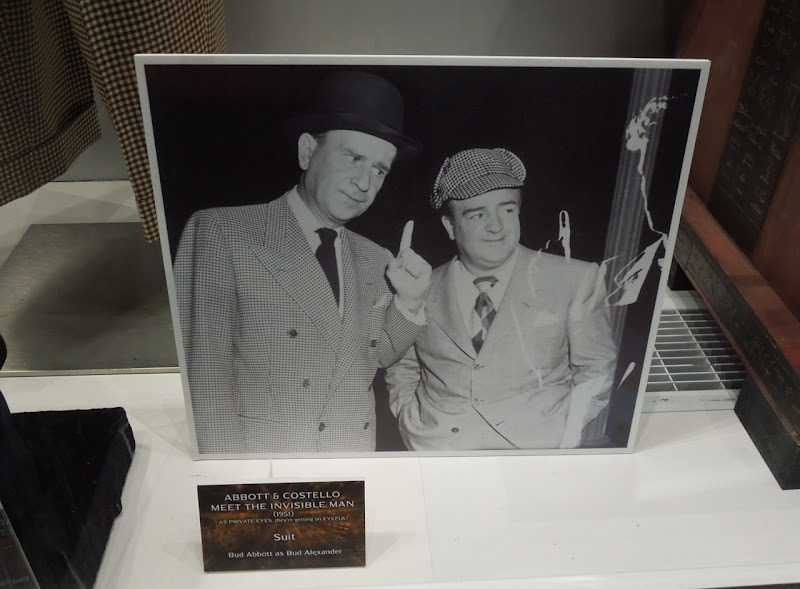 ABBOTT & COSTELLO
MEET THE INVISIBLE MAN
(1951)
AS PRIVATE EYES, they're getting an EYEFUL!
Suit
Bud Abbott as Bud Alexander